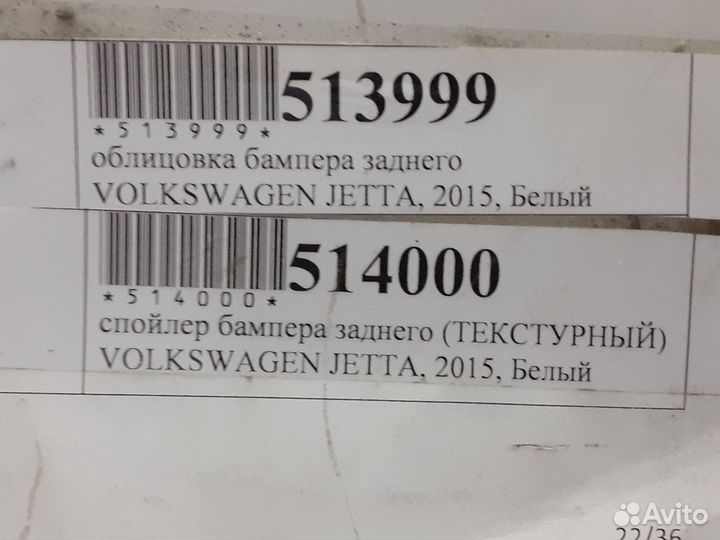 513999
*513999*
облицовка бампера заднего
VOLKSWAGEN JETTA, 2015, Белый
514000
*514000*
спойлер бампера заднего (ТЕКСТУРНЫЙ)
VOLKSWAGEN JETTA, 2015, Белый
22/36
Avito